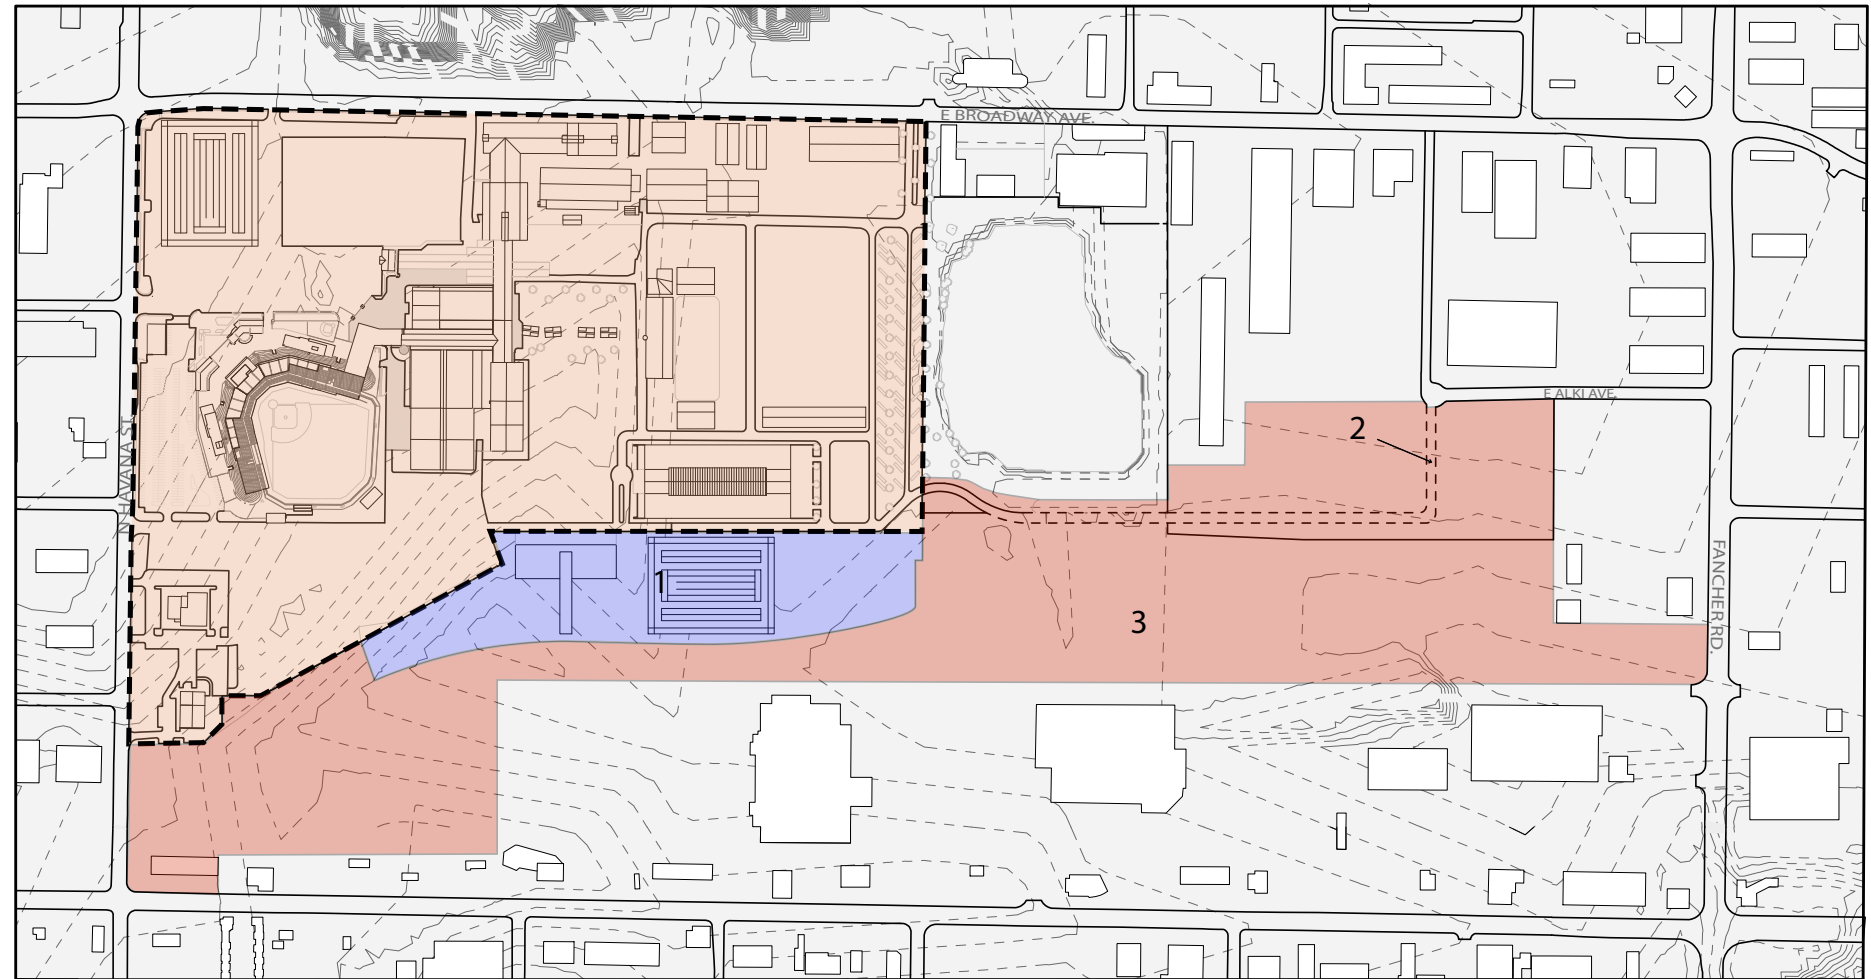 E BROADWAY AVE.
E ALKI AVE.
2
N HAVANA ST.
1
FANCHER RD.
3